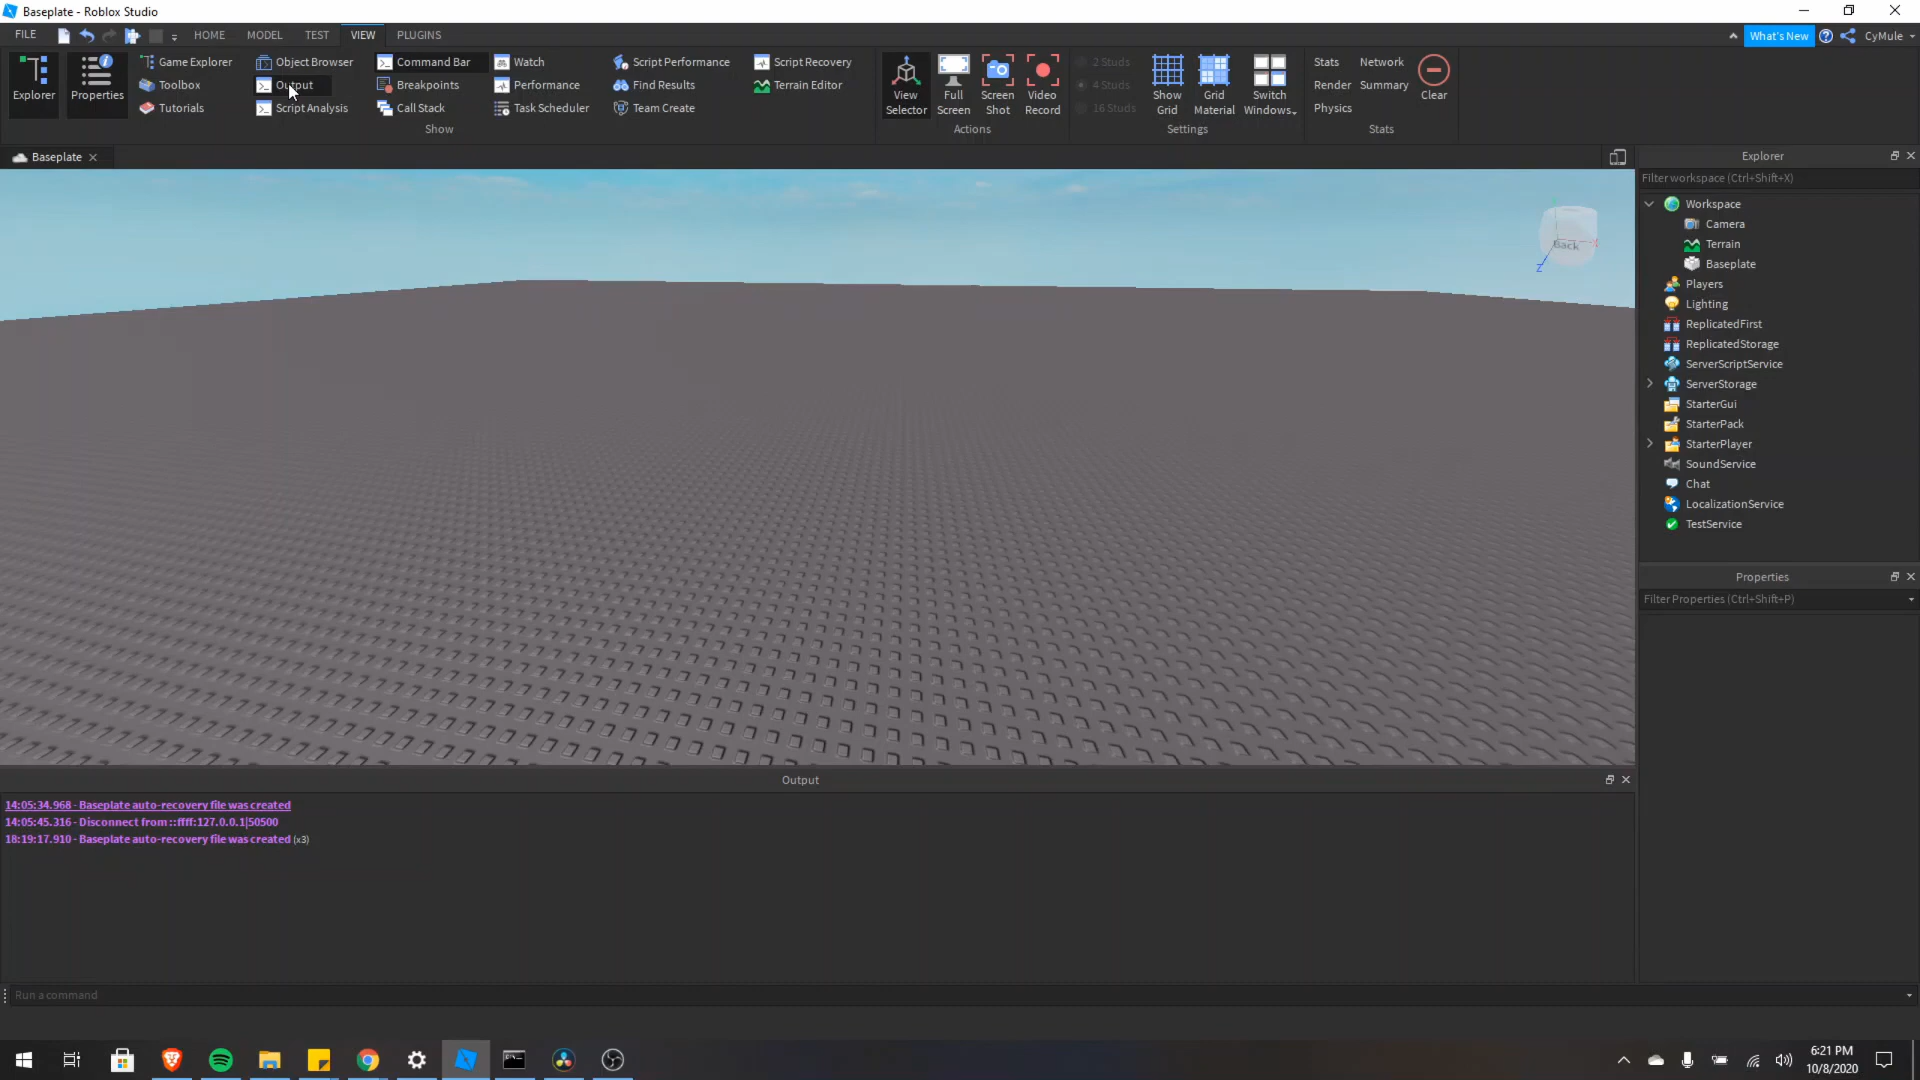 Baseplate - Roblox Studio
FILE
HOME
MODEL
TEST
VIEW
PLUGINS
What's New
CyMule
Explorer
Properties
Game Explorer
Toolbox
Tutorials
Object Browser
Output
Script Analysis
Command Bar
Breakpoints
Call Stack
Watch
Performance
Task Scheduler
Script Performance
Find Results
Team Create
Script Recovery
Terrain Editor
Show
View
Selector
Full
Screen
Screen
Shot
Video
Record
Actions
2 Studs
4 Studs
16 Studs
Show
Grid
Grid
Material
Switch
Windows
Settings
Stats
Render
Physics
Network
Summary
Clear
Stats
Baseplate
Back
X
Z
Explorer
Filter workspace (Ctrl+Shift+X)
Workspace
Camera
Terrain
Baseplate
Players
Lighting
ReplicatedFirst
ReplicatedStorage
ServerScriptService
ServerStorage
StarterGui
StarterPack
StarterPlayer
SoundService
Chat
LocalizationService
TestService
Properties
Filter Properties (Ctrl+Shift+P)
Output
14:05:34.968 - Baseplate auto-recovery file was created
14:05:45.316 - Disconnect from ::ffff:127.0.0.1|50500
18:19:17.910 - Baseplate auto-recovery file was created (x3)
Run a command
6:21 PM
10/8/2020